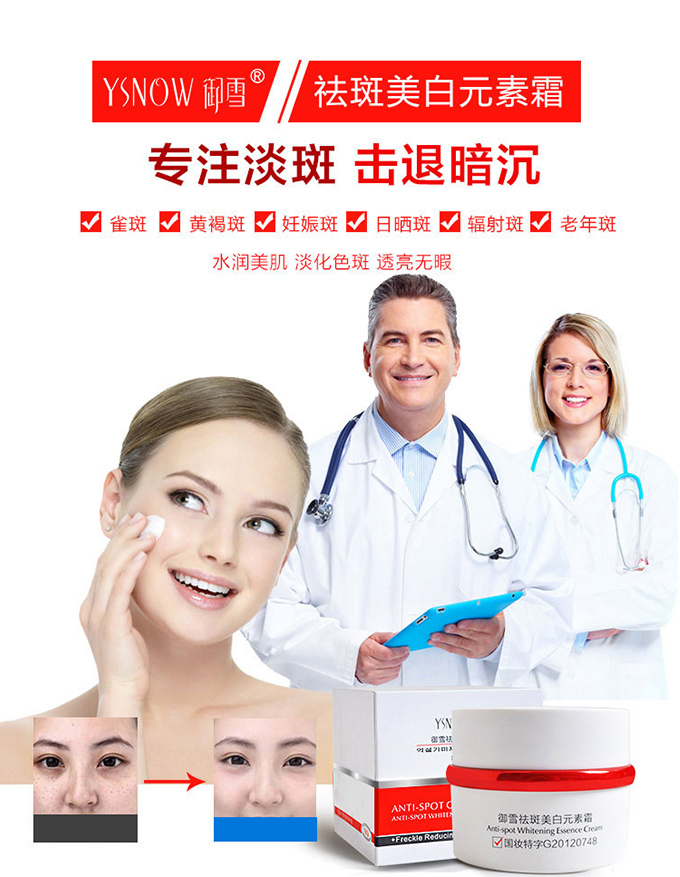 YSNOW 御雪® 祛斑美白元素霜
专注淡斑 击退暗沉
雀斑 黄褐斑 妊娠斑 日晒斑 辐射斑 老年斑
水润美肌 淡化色斑 透亮无暇
YSN
御雪祛
ANTI-SPOT
ANTI-SPOT WHITEN
+Freckle Reducin
御雪祛斑美白元素霜
Anti-spot Whitening Essence Cream
国妆特字G20120748